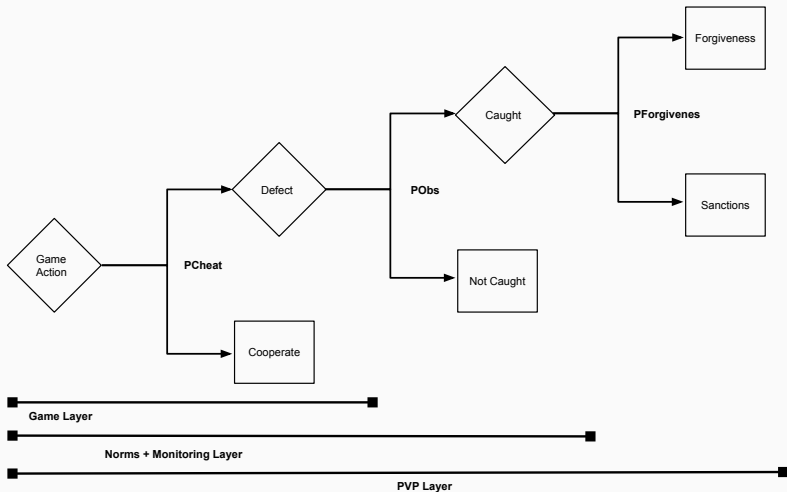 Forgiveness
Caught
PForgivenes
Defect
PObs
Sanctions
Game
Action
PCheat
Not Caught
Cooperate
Game Layer
Norms + Monitoring Layer
PVP Layer